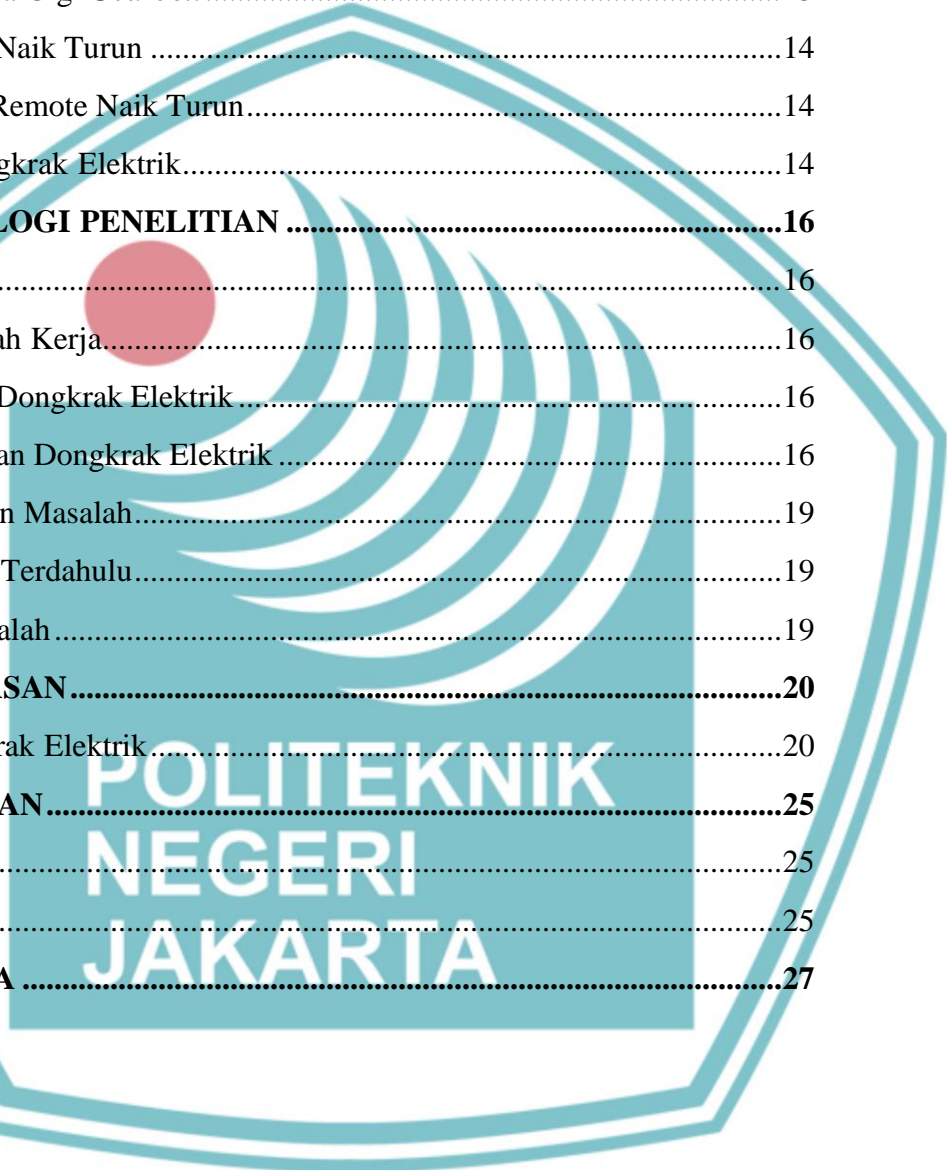 Naik Turun ........................................................................................14
Remote Naik Turun...........................................................................14
gkrak Elektrik....................................................................................14
LOGI PENELITIAN ......................................................................16
........................................................................................................16
ah Kerja.............................................................................................16
Dongkrak Elektrik .............................................................................16
an Dongkrak Elektrik ........................................................................16
n Masalah..........................................................................................19
Terdahulu..........................................................................................19
alah ...................................................................................................19
ASAN................................................................................................20
rak Elektrik.......................................................................................20
AN....................................................................................................25
........................................................................................................25
........................................................................................................25
A ......................................................................................................27
POLITEKNIK
NEGERI
JAKARTA